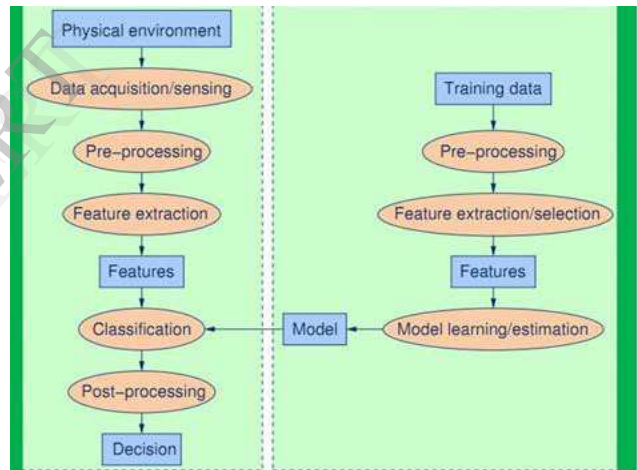 Physical environment
Data acquisition/sensing
Pre-processing
Feature extraction
Features
Classification
Post-processing
Decision
Training data
Pre-processing
Feature extraction/selection
Features
Model learning/estimation
Model